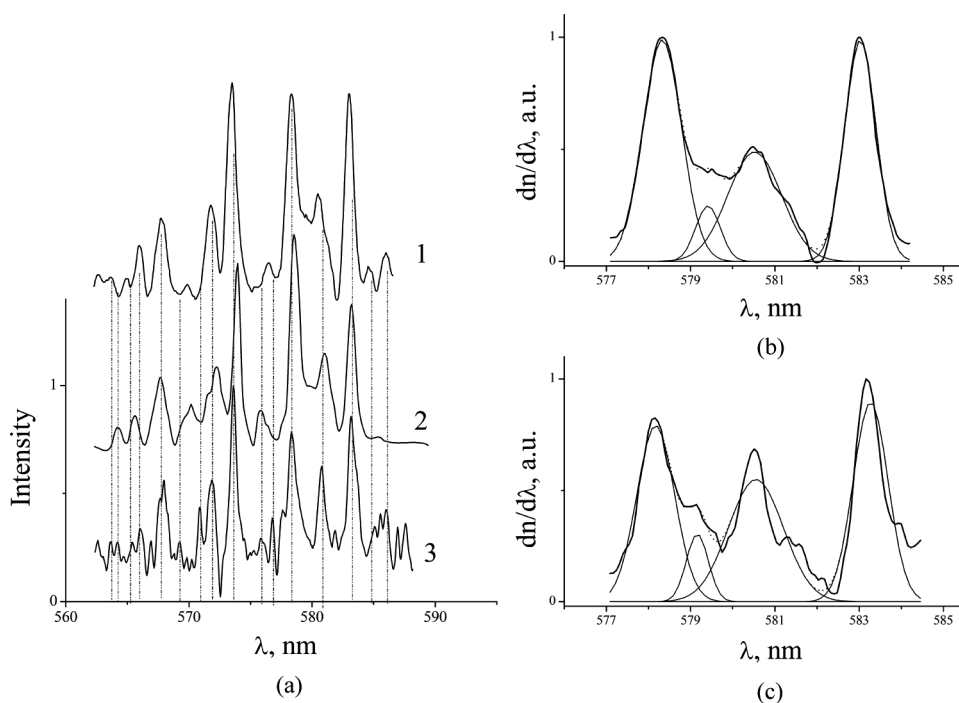 Intensity
1
0
560
570
580
590
λ, nm
(a)
1
2
3
dn/dλ, a.u.
1
0
577
579
581
583
585
λ, nm
(b)
dn/dλ, a.u.
1
0
577
579
581
583
585
λ, nm
(c)